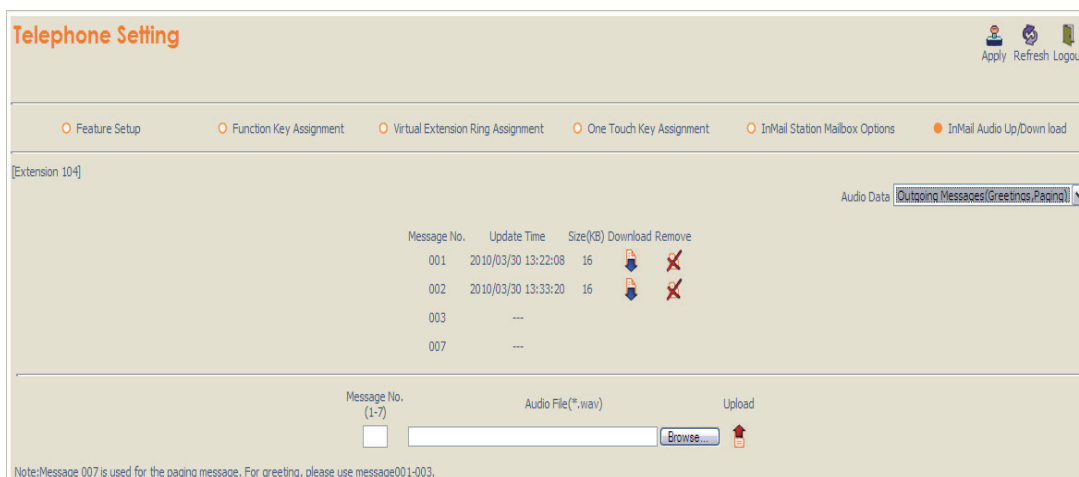 Telephone Setting
Apply Refresh Logou
Feature Setup Function Key Assignment Virtual Extension Ring Assignment One Touch Key Assignment InMail Station Mailbox Options InMail Audio Up/Down load
[Extension 104]
Audio Data Outgoing Messages(Greetings,Paging)
Message No. Update Time Size(KB) Download Remove
001 2010/03/30 13:22:08 16
002 2010/03/30 13:33:20 16
003 ---
007 ---
Message No. (1-7) Audio File(*.wav) Upload
Browse...
Note:Message 007 is used for the paging message. For greeting, please use message001-003.